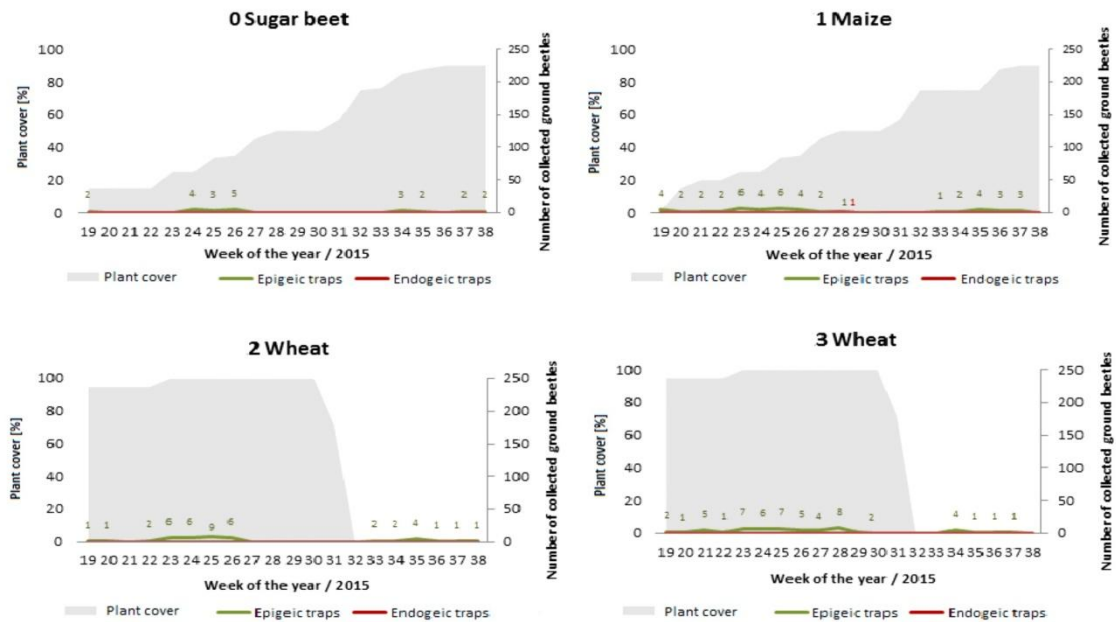 0 Sugar beet
Plant cover [%]
100
80
60
40
20
0
2 4 3 5 3 2 2 2
250
200
150
100
50
0
Number of collected ground beetles
19 20 21 22 23 24 25 26 27 28 29 30 31 32 33 34 35 36 37 38
Week of the year / 2015
Plant cover Epigeic traps Endogeic traps
1 Maize
Plant cover [%]
100
80
60
40
20
0
4 2 2 2 6 4 6 4 2 1 1 1 2 4 3 3
250
200
150
100
50
0
Number of collected ground beetles
19 20 21 22 23 24 25 26 27 28 29 30 31 32 33 34 35 36 37 38
Week of the year / 2015
Plant cover Epigeic traps Endogeic traps
2 Wheat
Plant cover [%]
100
80
60
40
20
0
1 1 2 6 6 9 6 2 2 4 1 1 1
250
200
150
100
50
0
Number of collected ground beetles
19 20 21 22 23 24 25 26 27 28 29 30 31 32 33 34 35 36 37 38
Week of the year / 2015
Plant cover Epigeic traps Endogeic traps
3 Wheat
Plant cover [%]
100
80
60
40
20
0
2 1 5 1 7 6 7 5 4 8 2 4 1 1 1
250
200
150
100
50
0
Number of collected ground beetles
19 20 21 22 23 24 25 26 27 28 29 30 31 32 33 34 35 36 37 38
Week of the year / 2015
Plant cover Epigeic traps Endogeic traps